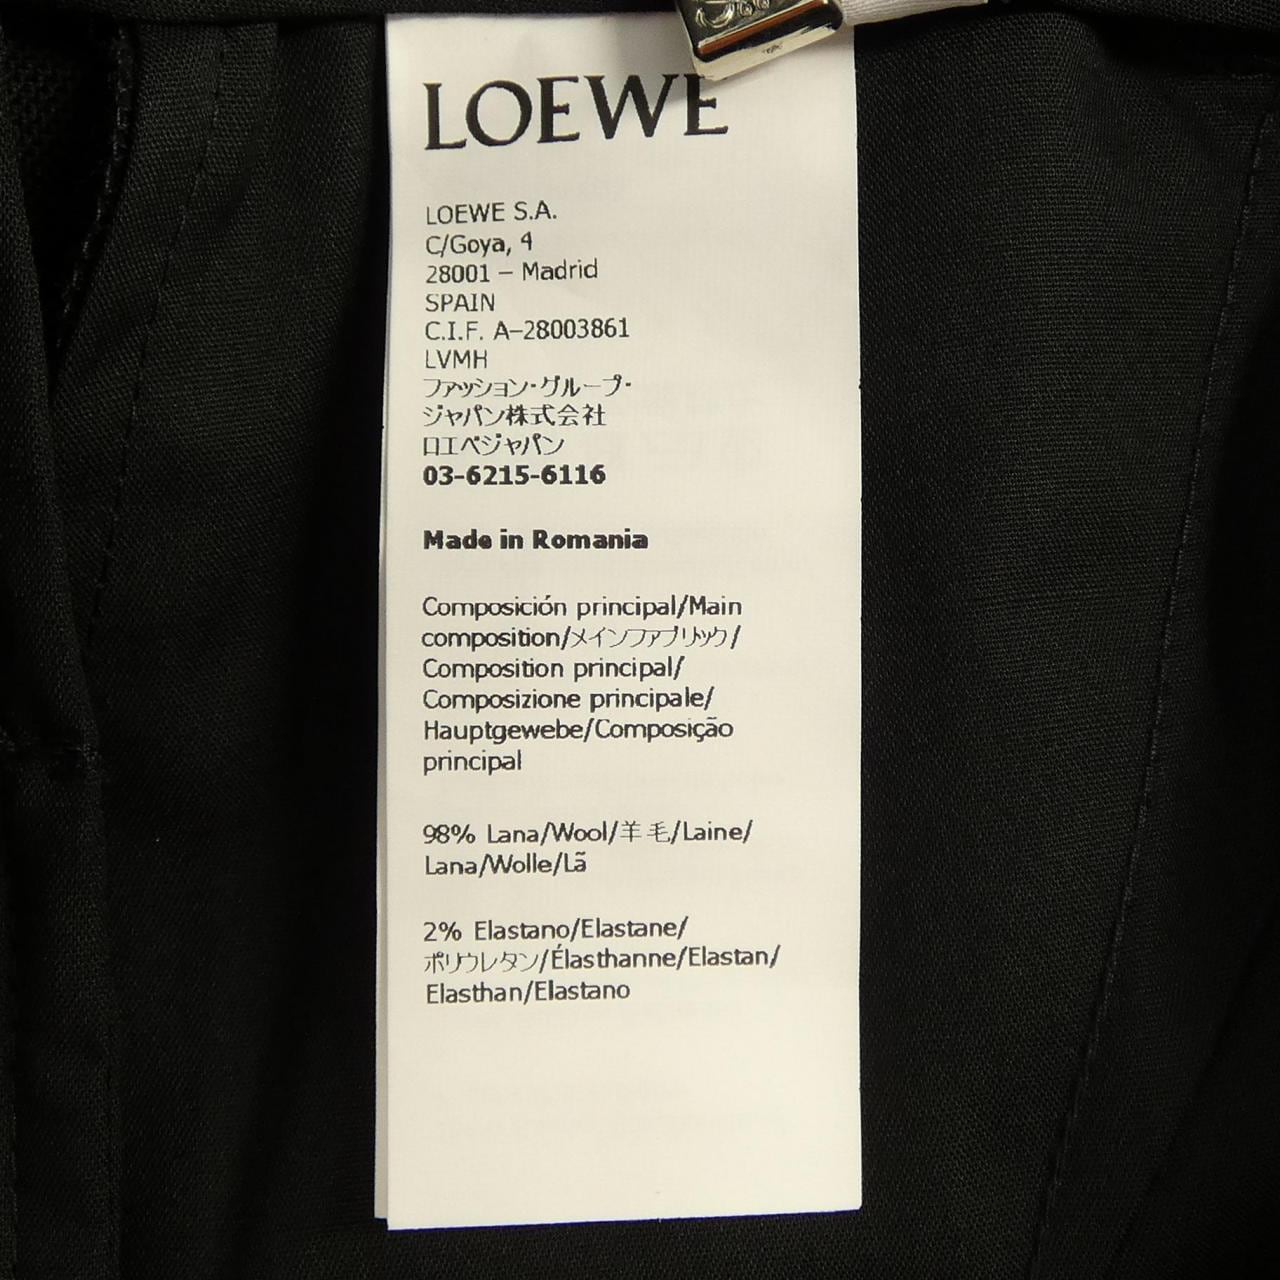 LOEWE
LOEWE S.A.
C/Goya, 4
28001 – Madrid
SPAIN
C.I.F. A–28003861
LVMH
ファッション・グループ・
ジャパン株式会社
ロエベジャパン
03-6215-6116
Made in Romania
Composición principal/Main
composition/メインファブリック/
Composition principal/
Composizione principale/
Hauptgewebe/Composição
principal
98% Lana/Wool/羊毛/Laine/
Lana/Wolle/Lã
2% Elastano/Elastane/
ポリウレタン/Élasthanne/Elastan/
Elasthan/Elastano